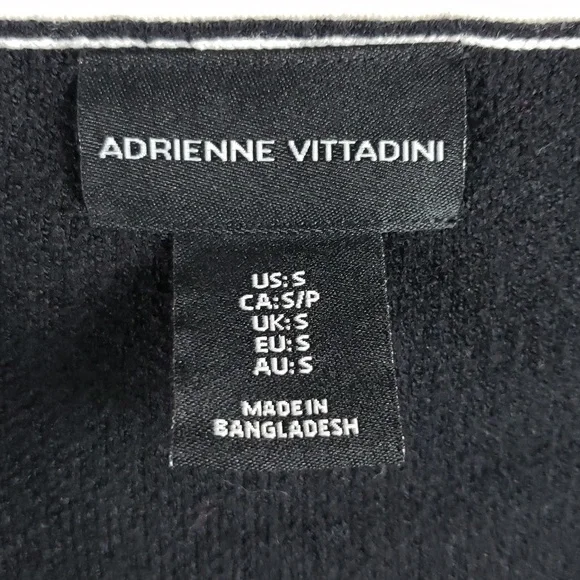 ADRIENNE VITTADINI
US:S
CA:S/P
UK:S
EU:S
AU:S
MADE IN
BANGLADESH